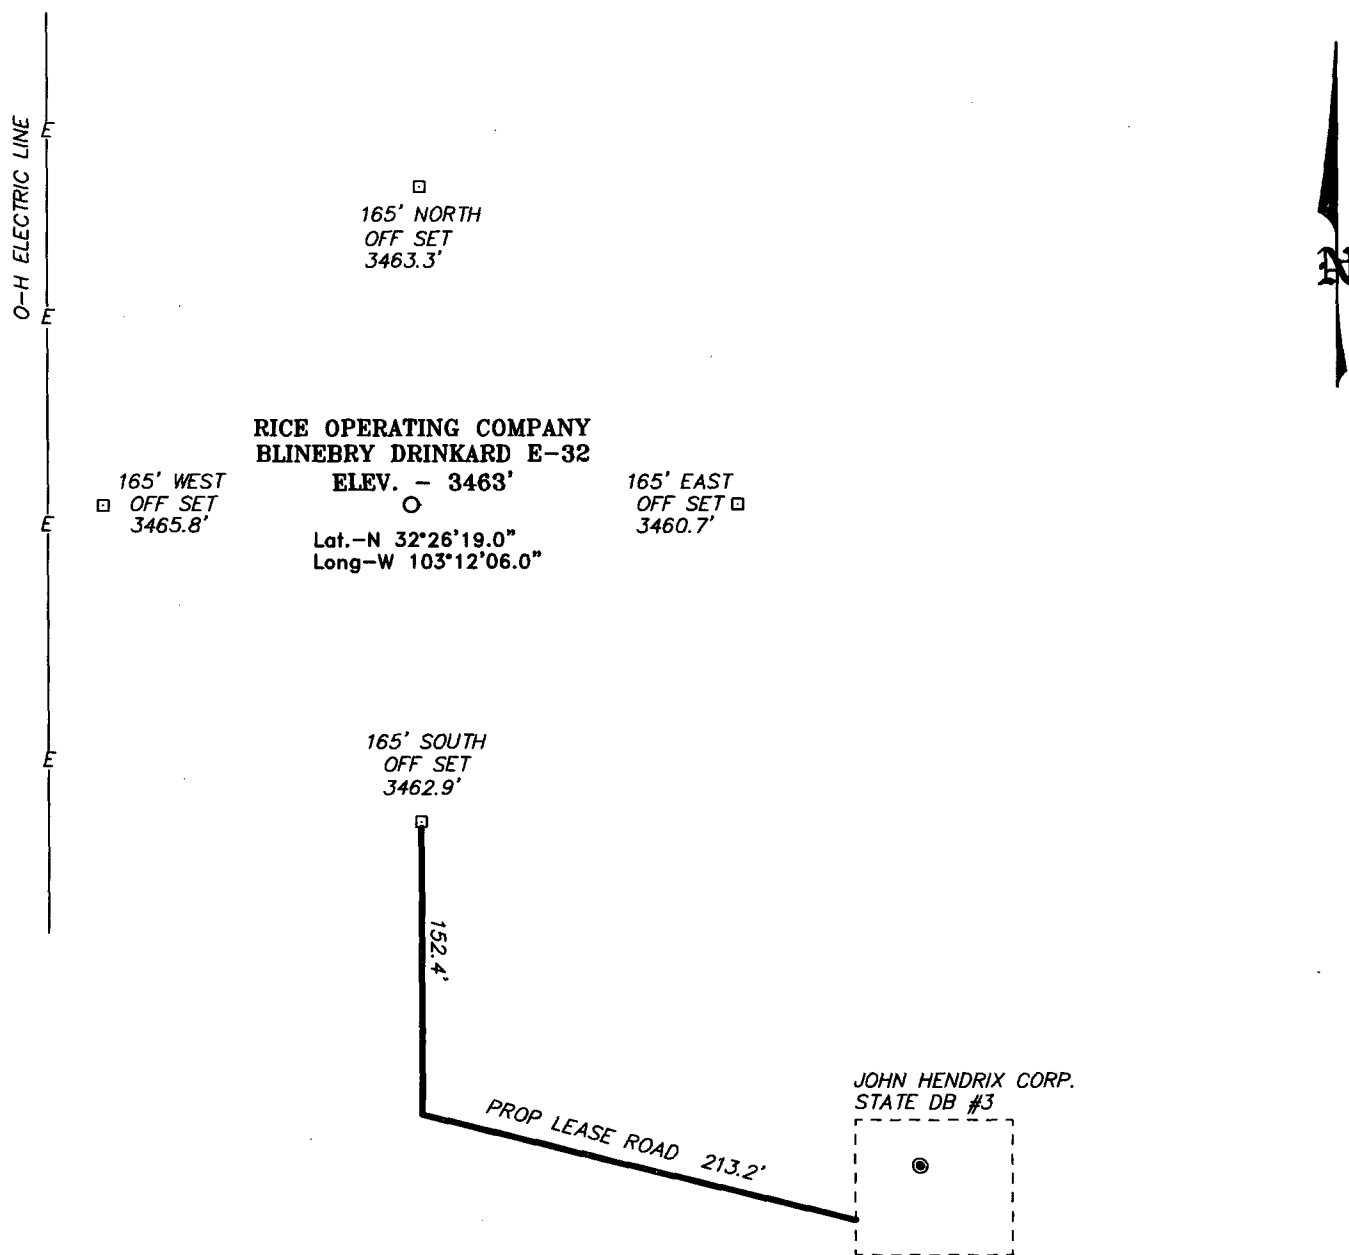 O-H ELECTRIC LINE
E
E
E
E
165' NORTH
OFF SET
3463.3'
N
RICE OPERATING COMPANY
BLINEBRY DRINKARD E-32
ELEV. - 3463'
165' WEST
OFF SET
3465.8'
165' EAST
OFF SET
3460.7'
Lat.-N 32°26'19.0"
Long-W 103°12'06.0"
165' SOUTH
OFF SET
3462.9'
152.4'
PROP LEASE ROAD 213.2'
JOHN HENDRIX CORP.
STATE DB #3